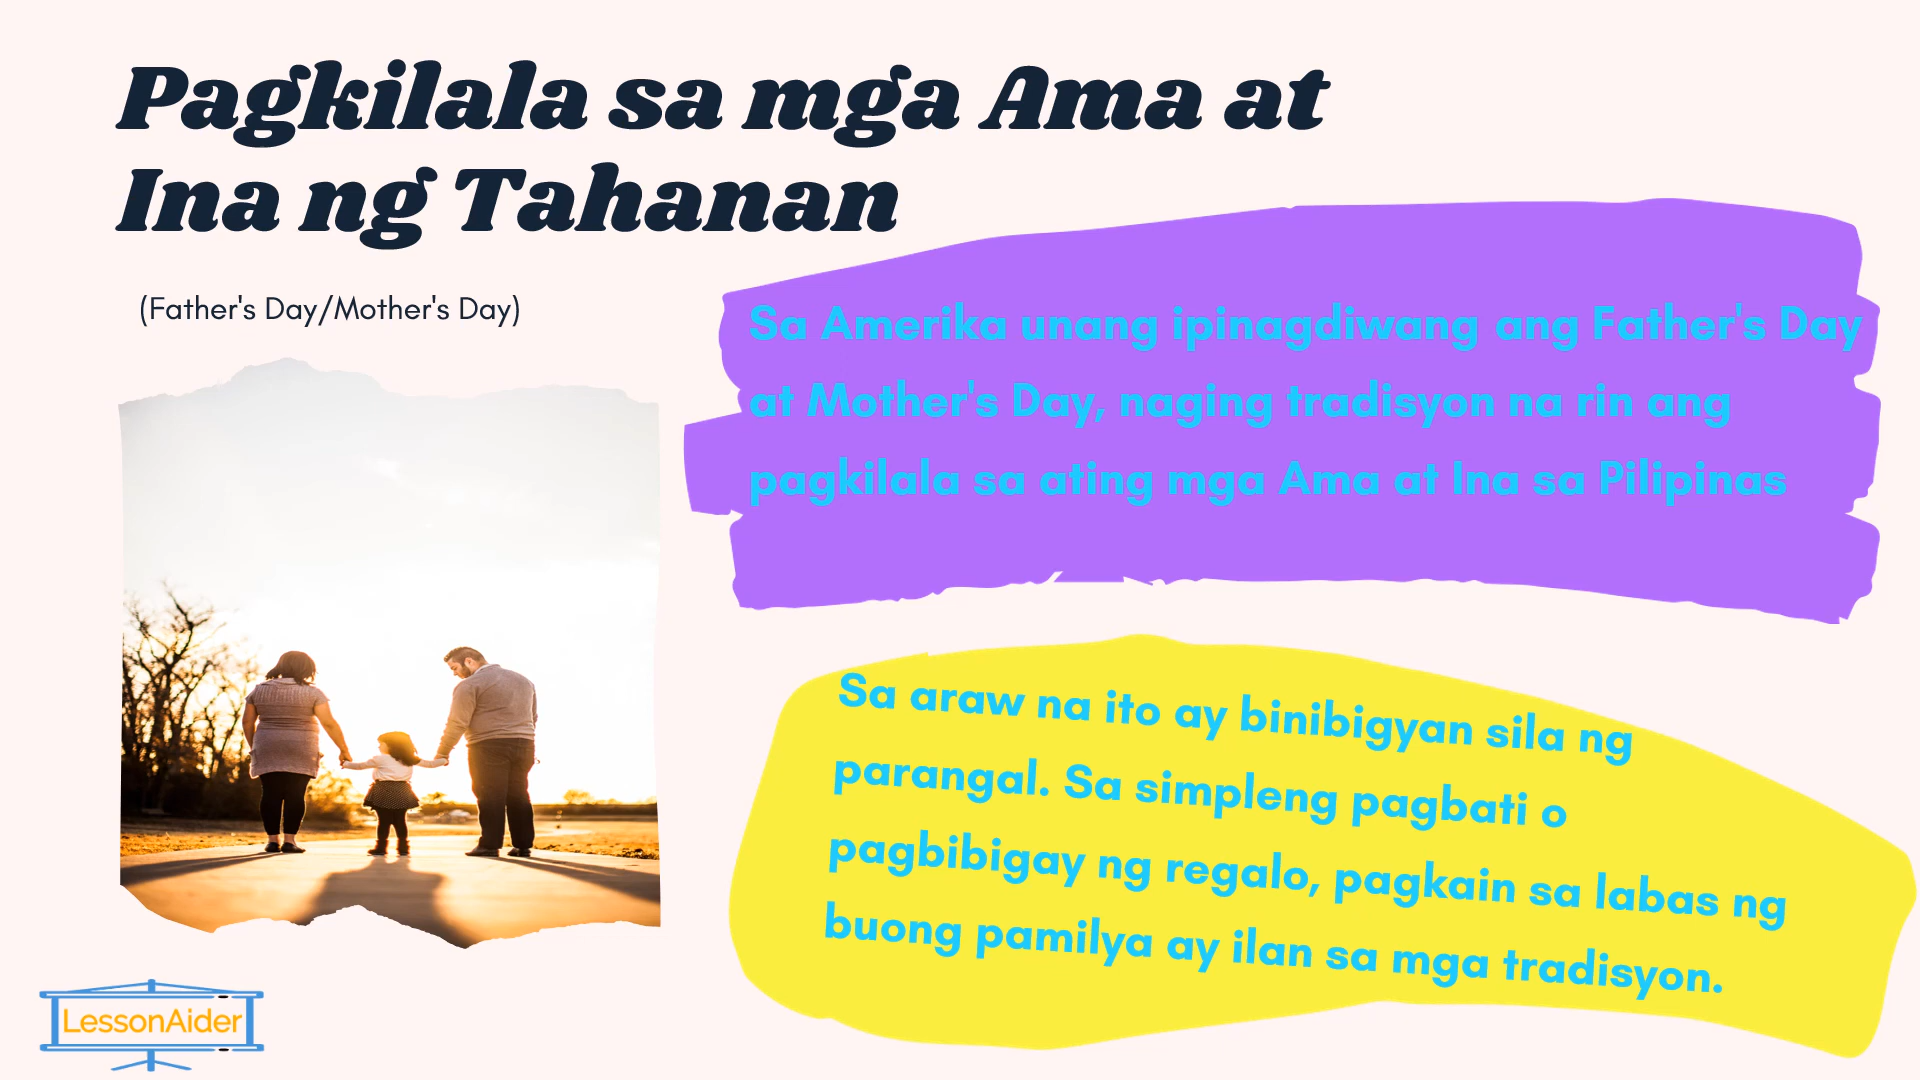 Pagkilala sa mga Ama at
Ina ng Tahanan
(Father's Day/Mother's Day)
Sa Amerika unang ipinagdiwang ang Father's Day
at Mother's Day, naging tradisyon na rin ang
pagkilala sa ating mga Ama at Ina sa Pilipinas
Sa araw na ito ay binibigyan sila ng
parangal. Sa simpleng pagbati o
pagbibigay ng regalo, pagkain sa labas ng
buong pamilya ay ilan sa mga tradisyon.
LessonAider